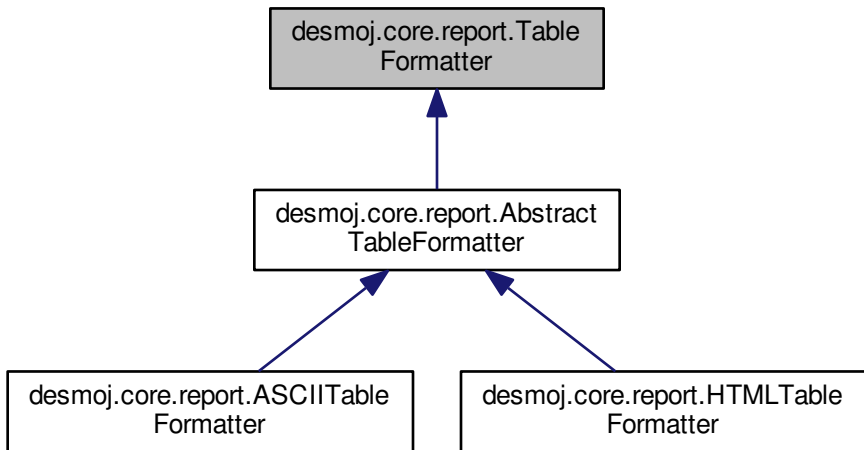 desmoj.core.report.Table
Formatter
desmoj.core.report.Abstract
TableFormatter
desmoj.core.report.ASCIITable
Formatter
desmoj.core.report.HTMLTable
Formatter